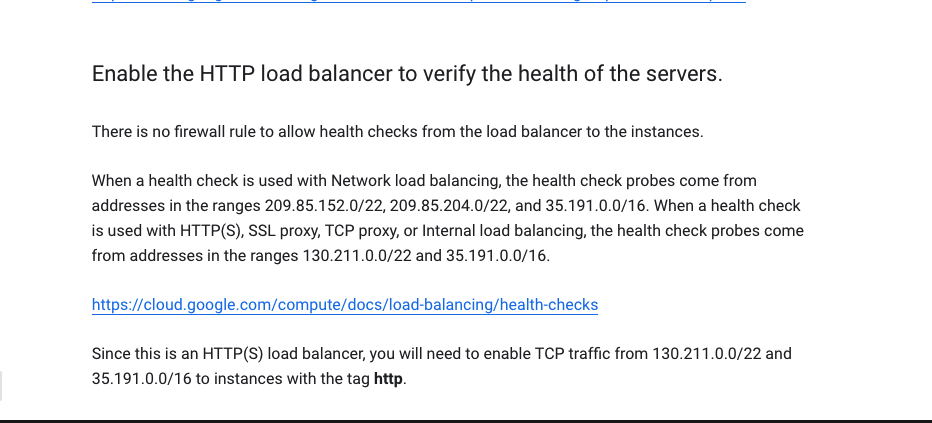 Enable the HTTP load balancer to verify the health of the servers.
There is no firewall rule to allow health checks from the load balancer to the instances.
When a health check is used with Network load balancing, the health check probes come from
addresses in the ranges 209.85.152.0/22, 209.85.204.0/22, and 35.191.0.0/16. When a health check
is used with HTTP(S), SSL proxy, TCP proxy, or Internal load balancing, the health check probes come
from addresses in the ranges 130.211.0.0/22 and 35.191.0.0/16.
https://cloud.google.com/compute/docs/load-balancing/health-checks
Since this is an HTTP(S) load balancer, you will need to enable TCP traffic from 130.211.0.0/22 and
35.191.0.0/16 to instances with the tag http.